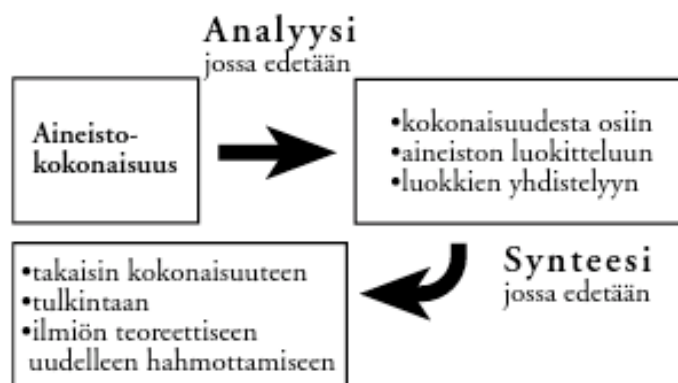 Analyysi
jossa edetään
Aineisto-
kokonaisuus
•kokonaisuudesta osiin
•aineiston luokitteluun
•luokkien yhdistelyyn
Synteesi
jossa edetään
•takaisin kokonaisuuteen
•tulkintaan
•ilmiön teoreettiseen
uudelleen hahmottamiseen